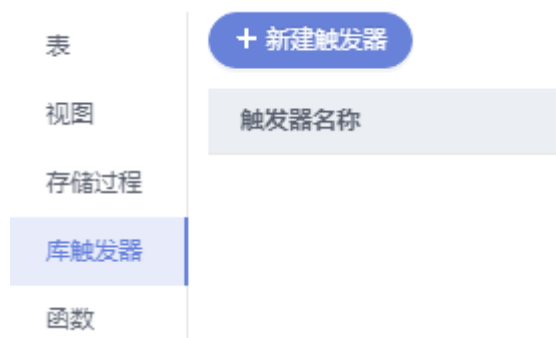 表
视图
存储过程
库触发器
函数
+ 新建触发器
触发器名称